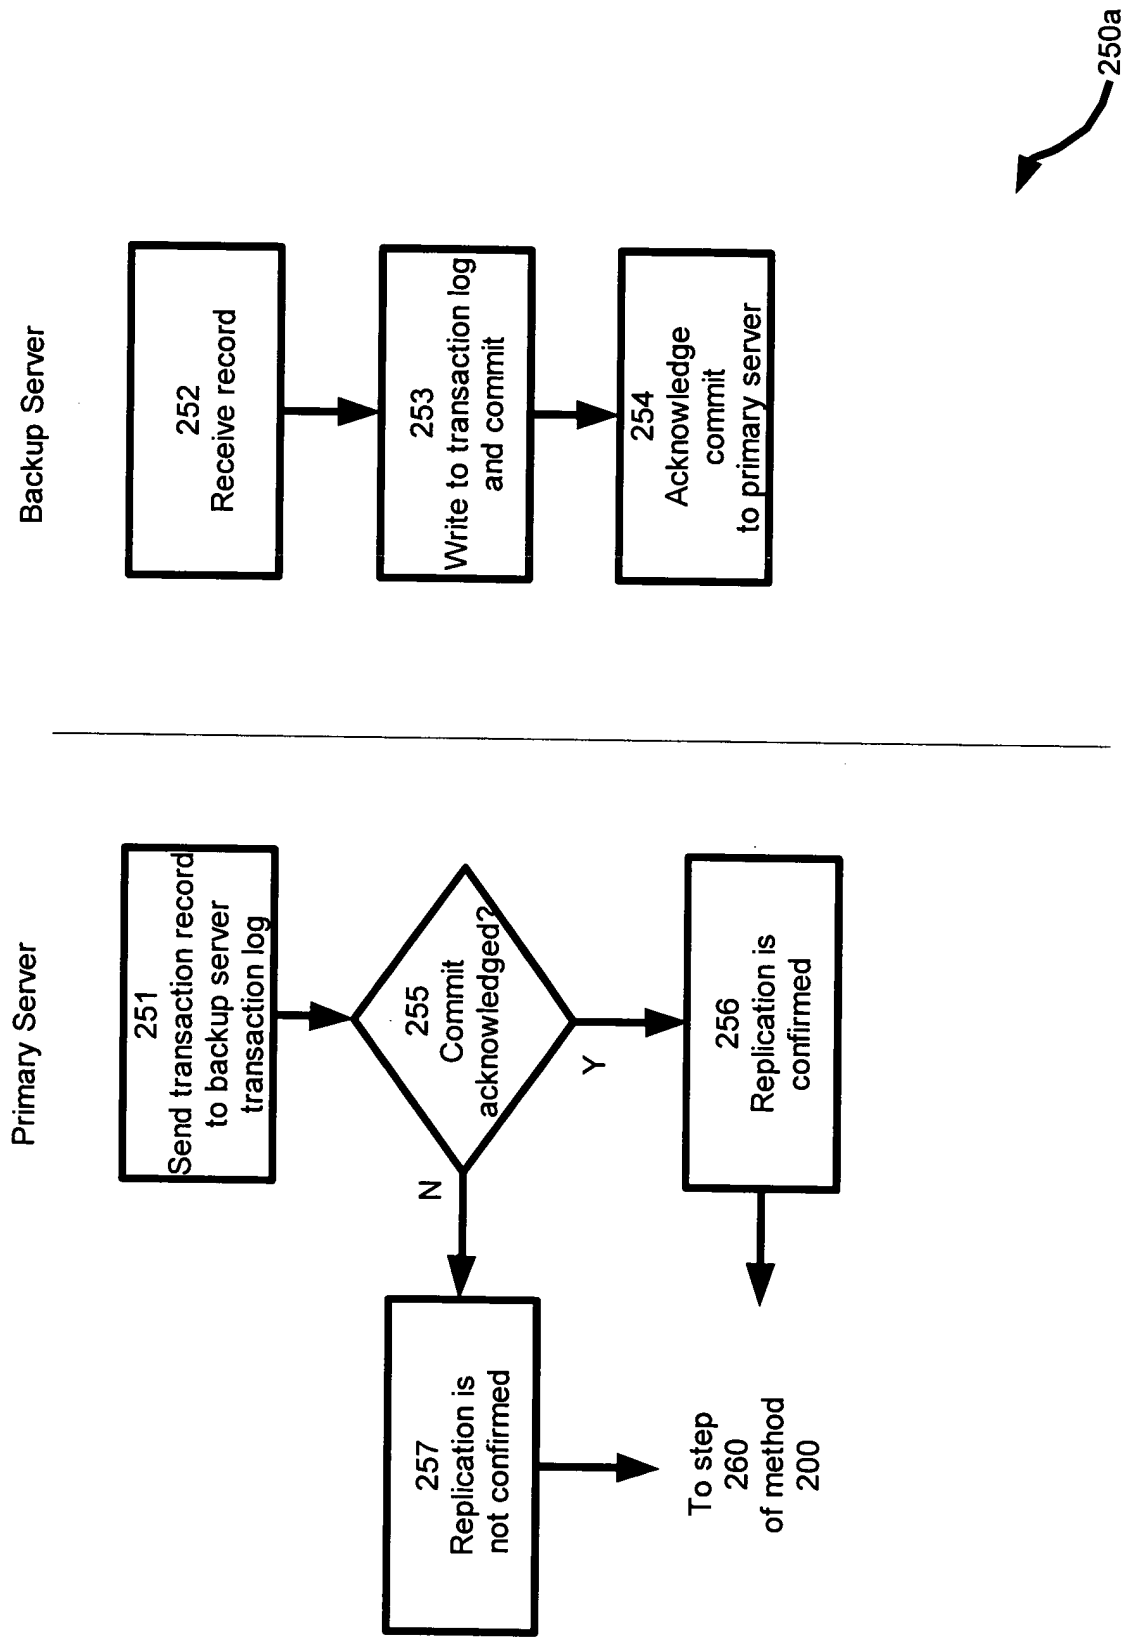 Primary Server
251
Send transaction record
to backup server
transaction log
255
Commit
acknowledged?
N
Y
257
Replication is
not confirmed
256
Replication is
confirmed
To step
260
of method
200
Backup Server
252
Receive record
253
Write to transaction log
and commit
254
Acknowledge
commit
to primary server
250a